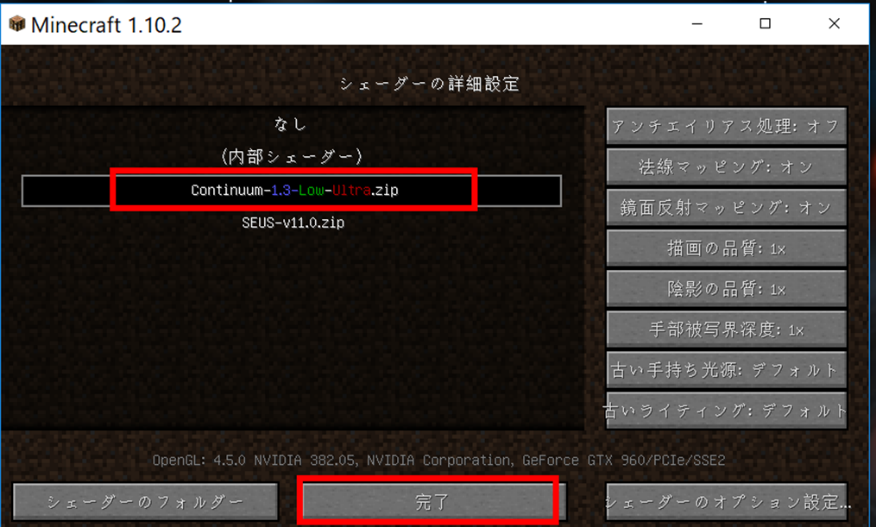 Minecraft 1.10.2
シェーダーの詳細設定
なし
(内部シェーダー)
Continuum-1.3-Low-Ultra.zip
SEUS-v11.0.zip
アンチエイリアス処理: オフ
法線マッピング: オン
鏡面反射マッピング: オン
描画の品質: 1x
陰影の品質: 1x
手部被写界深度: 1x
古い手持ち光源: デフォルト
古いライティング: デフォルト
OpenGL: 4.5.0 NVIDIA 382.05, NVIDIA Corporation, GeForce GTX 960/PCIe/SSE2
シェーダーのフォルダー
完了
シェーダーのオプション設定...